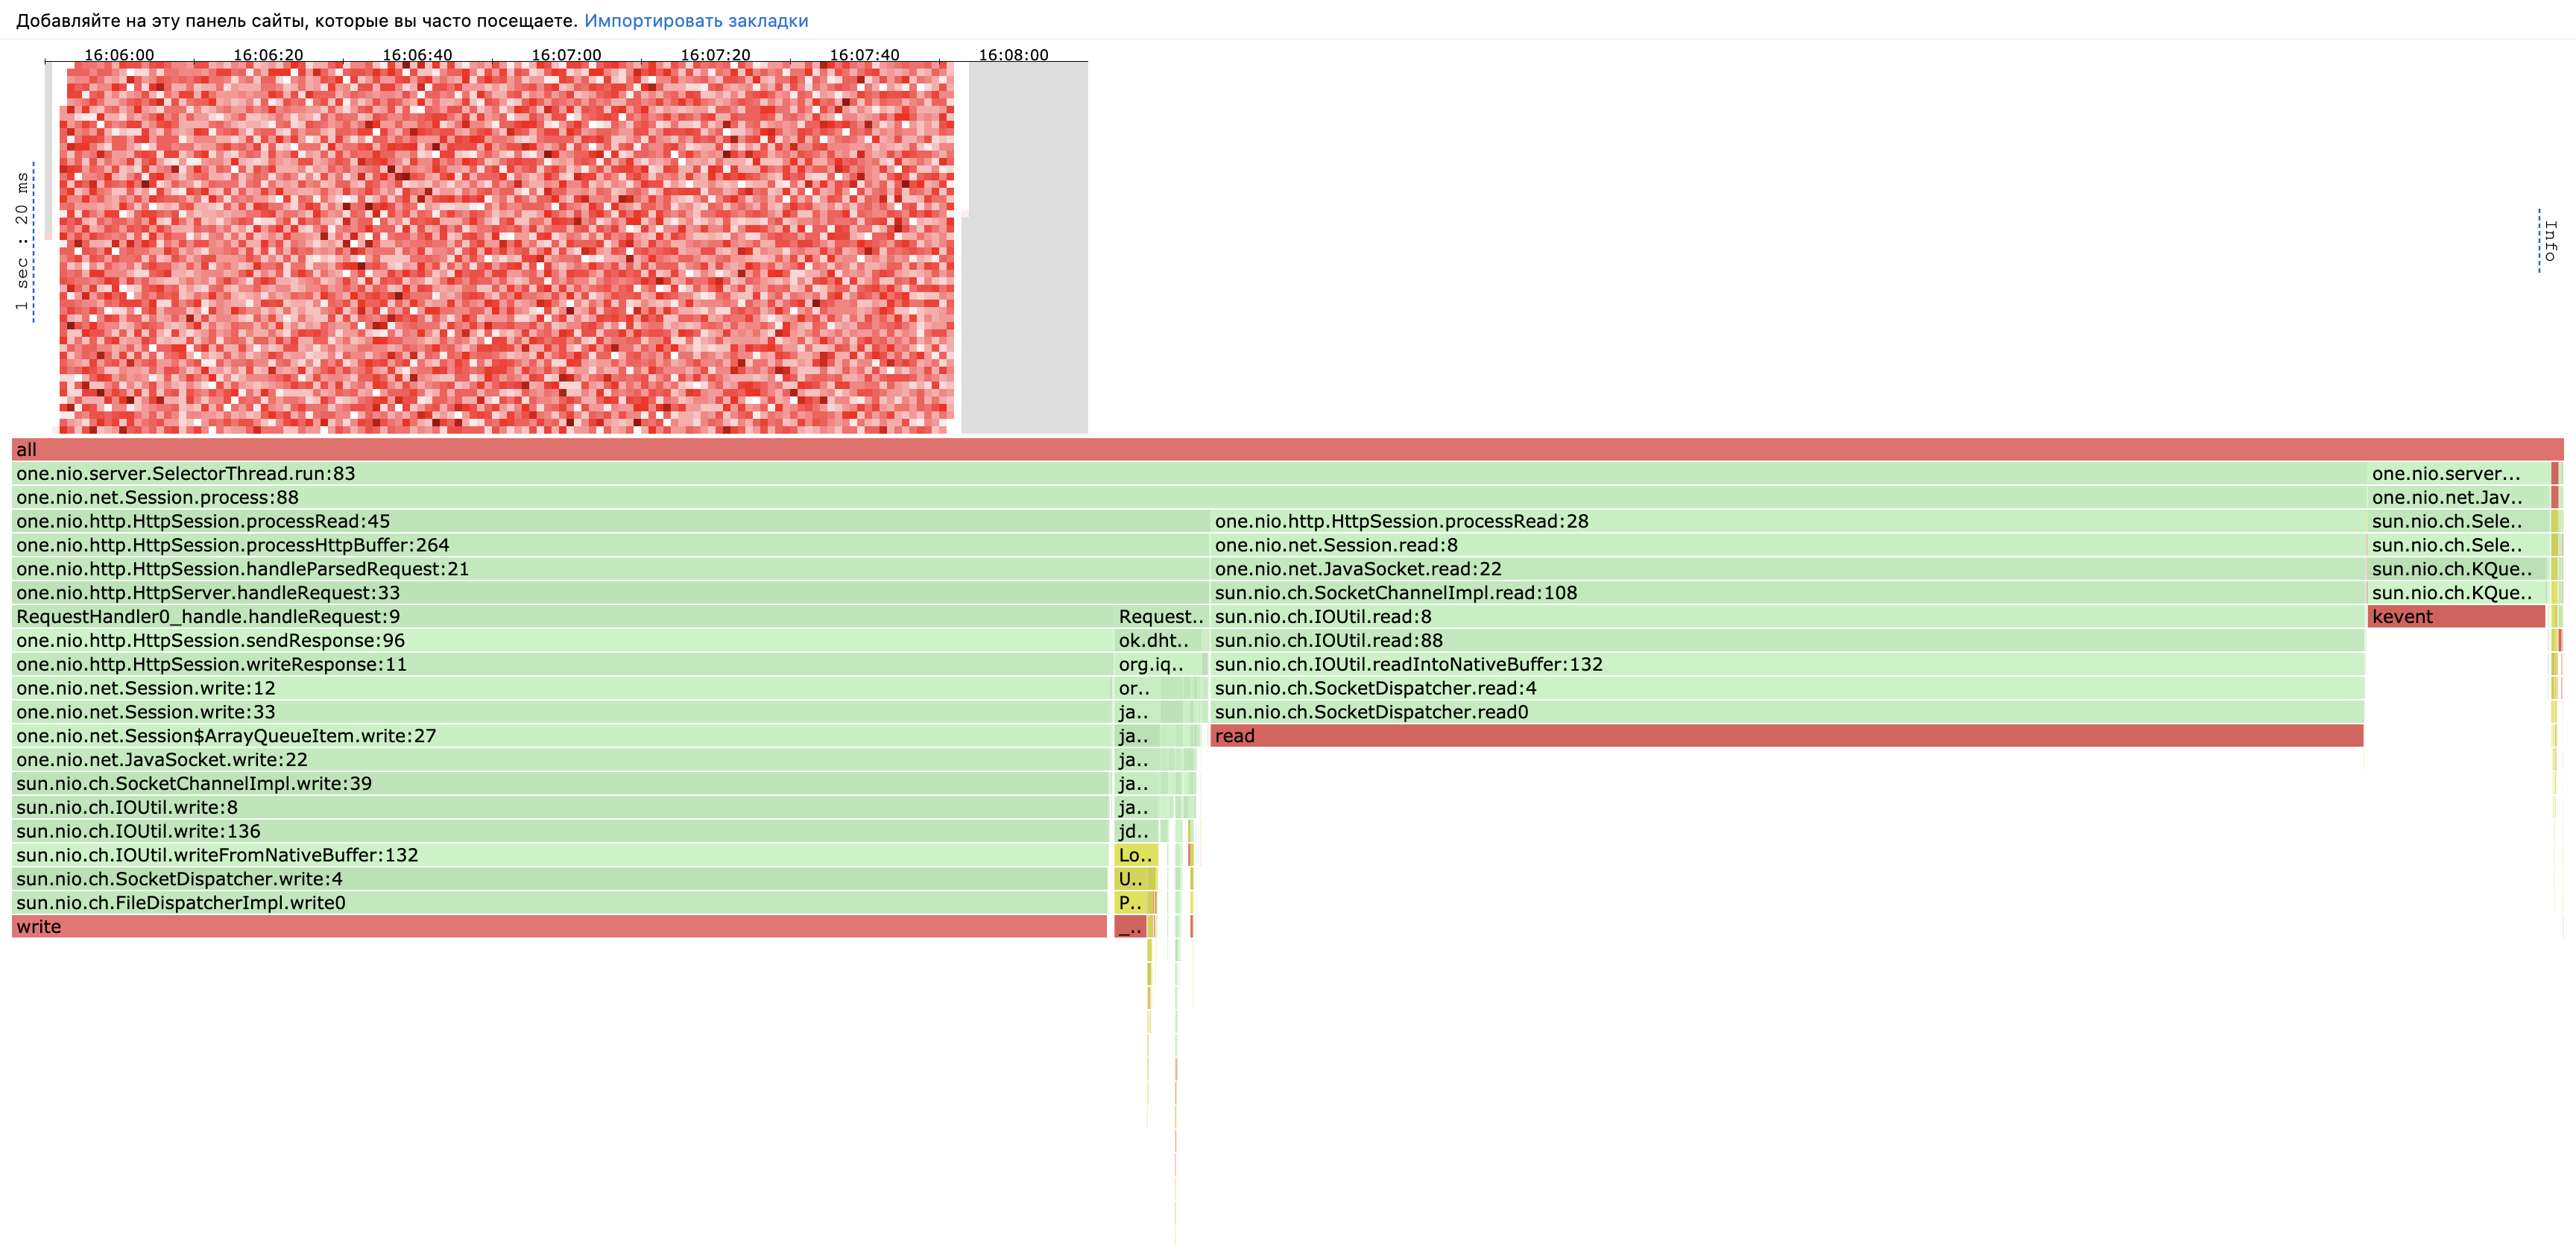 Добавляйте на эту панель сайты, которые вы часто посещаете. Импортировать закладки
16:06:00 16:06:20 16:06:40 16:07:00 16:07:20 16:07:40 16:08:00
1 sec : 20 ms
Info
all
one.nio.server.SelectorThread.run:83 one.nio.server...
one.nio.net.Session.process:88 one.nio.net.Jav..
one.nio.http.HttpSession.processRead:45 one.nio.http.HttpSession.processRead:28 sun.nio.ch.Sele..
one.nio.http.HttpSession.processHttpBuffer:264 one.nio.net.Session.read:8 sun.nio.ch.Sele..
one.nio.http.HttpSession.handleParsedRequest:21 one.nio.net.JavaSocket.read:22 sun.nio.ch.KQue..
one.nio.http.HttpServer.handleRequest:33 sun.nio.ch.SocketChannelImpl.read:108 sun.nio.ch.KQue..
RequestHandler0_handle.handleRequest:9 Request.. sun.nio.ch.IOUtil.read:8 kevent
one.nio.http.HttpSession.sendResponse:96 ok.dht.. sun.nio.ch.IOUtil.read:88
one.nio.http.HttpSession.writeResponse:11 org.iq.. sun.nio.ch.IOUtil.readIntoNativeBuffer:132
one.nio.net.Session.write:12 or.. sun.nio.ch.SocketDispatcher.read:4
one.nio.net.Session.write:33 ja.. sun.nio.ch.SocketDispatcher.read0
one.nio.net.Session$ArrayQueueItem.write:27 ja.. read
one.nio.net.JavaSocket.write:22 ja..
sun.nio.ch.SocketChannelImpl.write:39 ja..
sun.nio.ch.IOUtil.write:8 ja..
sun.nio.ch.IOUtil.write:136 jd..
sun.nio.ch.IOUtil.writeFromNativeBuffer:132 Lo..
sun.nio.ch.SocketDispatcher.write:4 U..
sun.nio.ch.FileDispatcherImpl.write0 P..
write _..